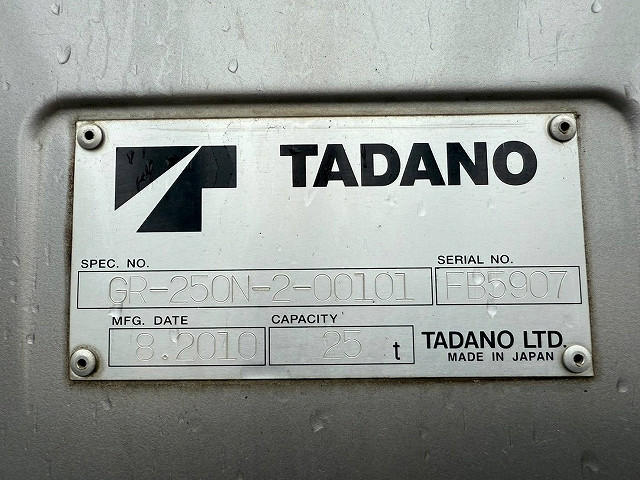 TADANO
SPEC. NO. SERIAL NO.
GR-250N-2-00101 FB5907
MFG. DATE CAPACITY
8.2010 25 t TADANO LTD.
MADE IN JAPAN